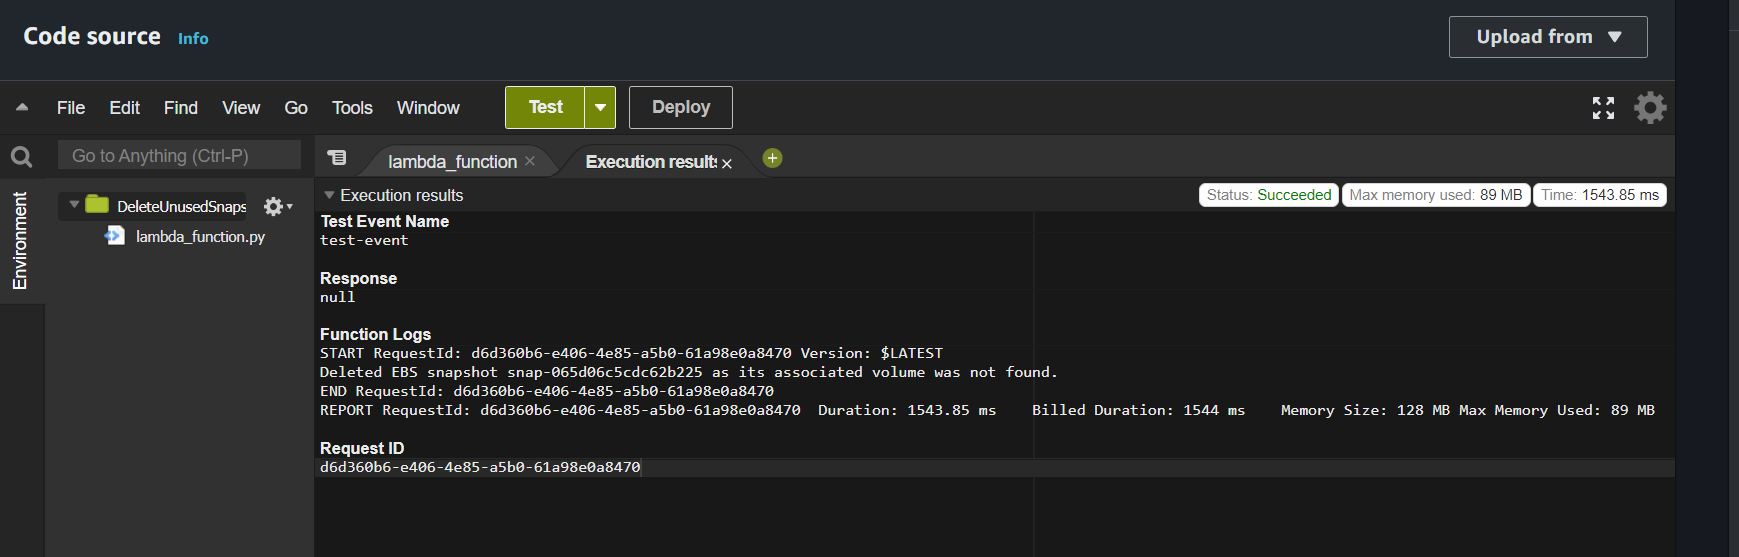 Code source Info
Upload from
File Edit Find View Go Tools Window Test Deploy
Go to Anything (Ctrl-P)
lambda_function
Execution results
Environment
DeleteUnusedSnaps
lambda_function.py
Execution results
Status: Succeeded
Max memory used: 89 MB
Time: 1543.85 ms
Test Event Name
test-event
Response
null
Function Logs
START RequestId: d6d360b6-e406-4e85-a5b0-61a98e0a8470 Version: $LATEST
Deleted EBS snapshot snap-065d06c5cdc62b225 as its associated volume was not found.
END RequestId: d6d360b6-e406-4e85-a5b0-61a98e0a8470
REPORT RequestId: d6d360b6-e406-4e85-a5b0-61a98e0a8470 Duration: 1543.85 ms Billed Duration: 1544 ms Memory Size: 128 MB Max Memory Used: 89 MB
Request ID
d6d360b6-e406-4e85-a5b0-61a98e0a8470